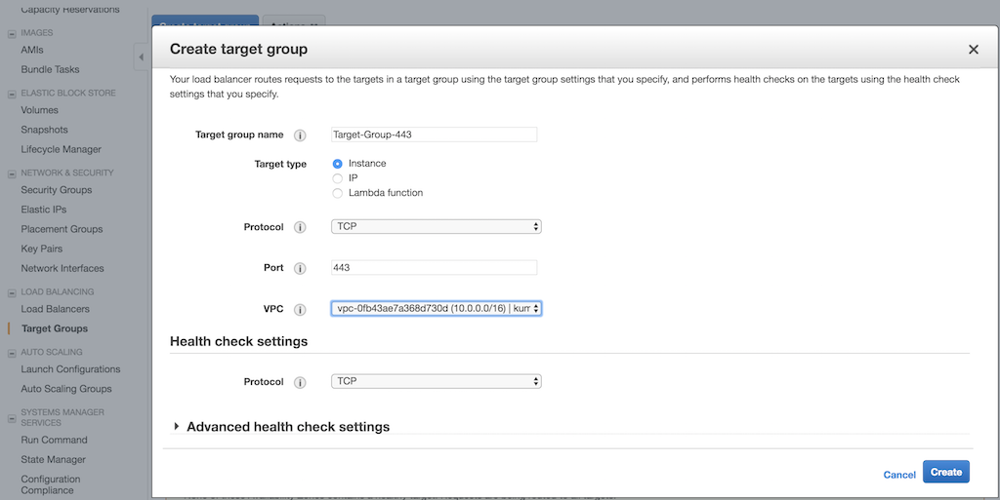 Capacity Reservations
IMAGES
AMIs
Bundle Tasks
ELASTIC BLOCK STORE
Volumes
Snapshots
Lifecycle Manager
NETWORK & SECURITY
Security Groups
Elastic IPs
Placement Groups
Key Pairs
Network Interfaces
LOAD BALANCING
Load Balancers
Target Groups
AUTO SCALING
Launch Configurations
Auto Scaling Groups
SYSTEMS MANAGER
SERVICES
Run Command
State Manager
Configuration
Compliance
Create target group
Your load balancer routes requests to the targets in a target group using the target group settings that you specify, and performs health checks on the targets using the health check
settings that you specify.
Target group name Target-Group-443
Target type Instance
IP
Lambda function
Protocol TCP
Port 443
VPC vpc-0fb43ae7a368d730d (10.0.0.0/16) | kum
Health check settings
Protocol TCP
Advanced health check settings
Cancel Create